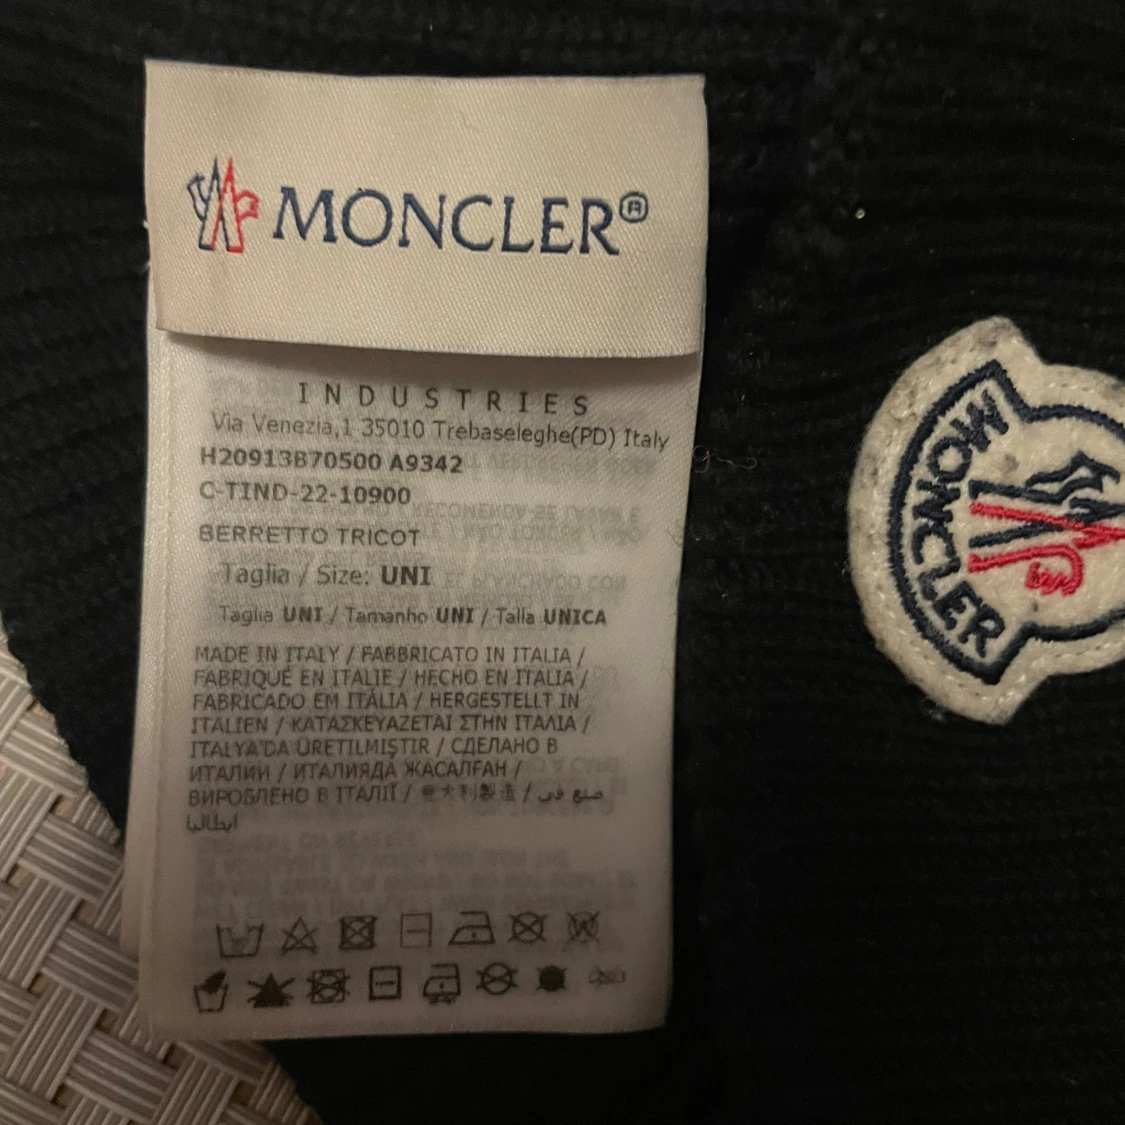 MONCLER®
INDUSTRIES
Via Venezia,1 35010 Trebaseleghe(PD) Italy
H20913B70500 A9342
C-TIND-22-10900
BERRETTO TRICOT
Taglia / Size: UNI
Taglia UNI / Tamanho UNI / Talla UNICA
MADE IN ITALY / FABBRICATO IN ITALIA /
FABRIQUÉ EN ITALIE / HECHO EN ITALIA /
FABRICADO EM ITÁLIA / HERGESTELLT IN
ITALIEN / ΚΑΤΑΣΚΕΥΑΖΕΤΑΙ ΣΤΗΝ ΙΤΑΛΙΑ /
ITALYA'DA ÜRETILMIŞTIR / СДЕЛАНО В
ИТАЛИИ / ИТАЛИЯДА ЖАСАЛҒАН /
ВИРОБЛЕНО В ІТАЛІЇ / 意大利製造 / صنع في
ايطاليا
MONCLER